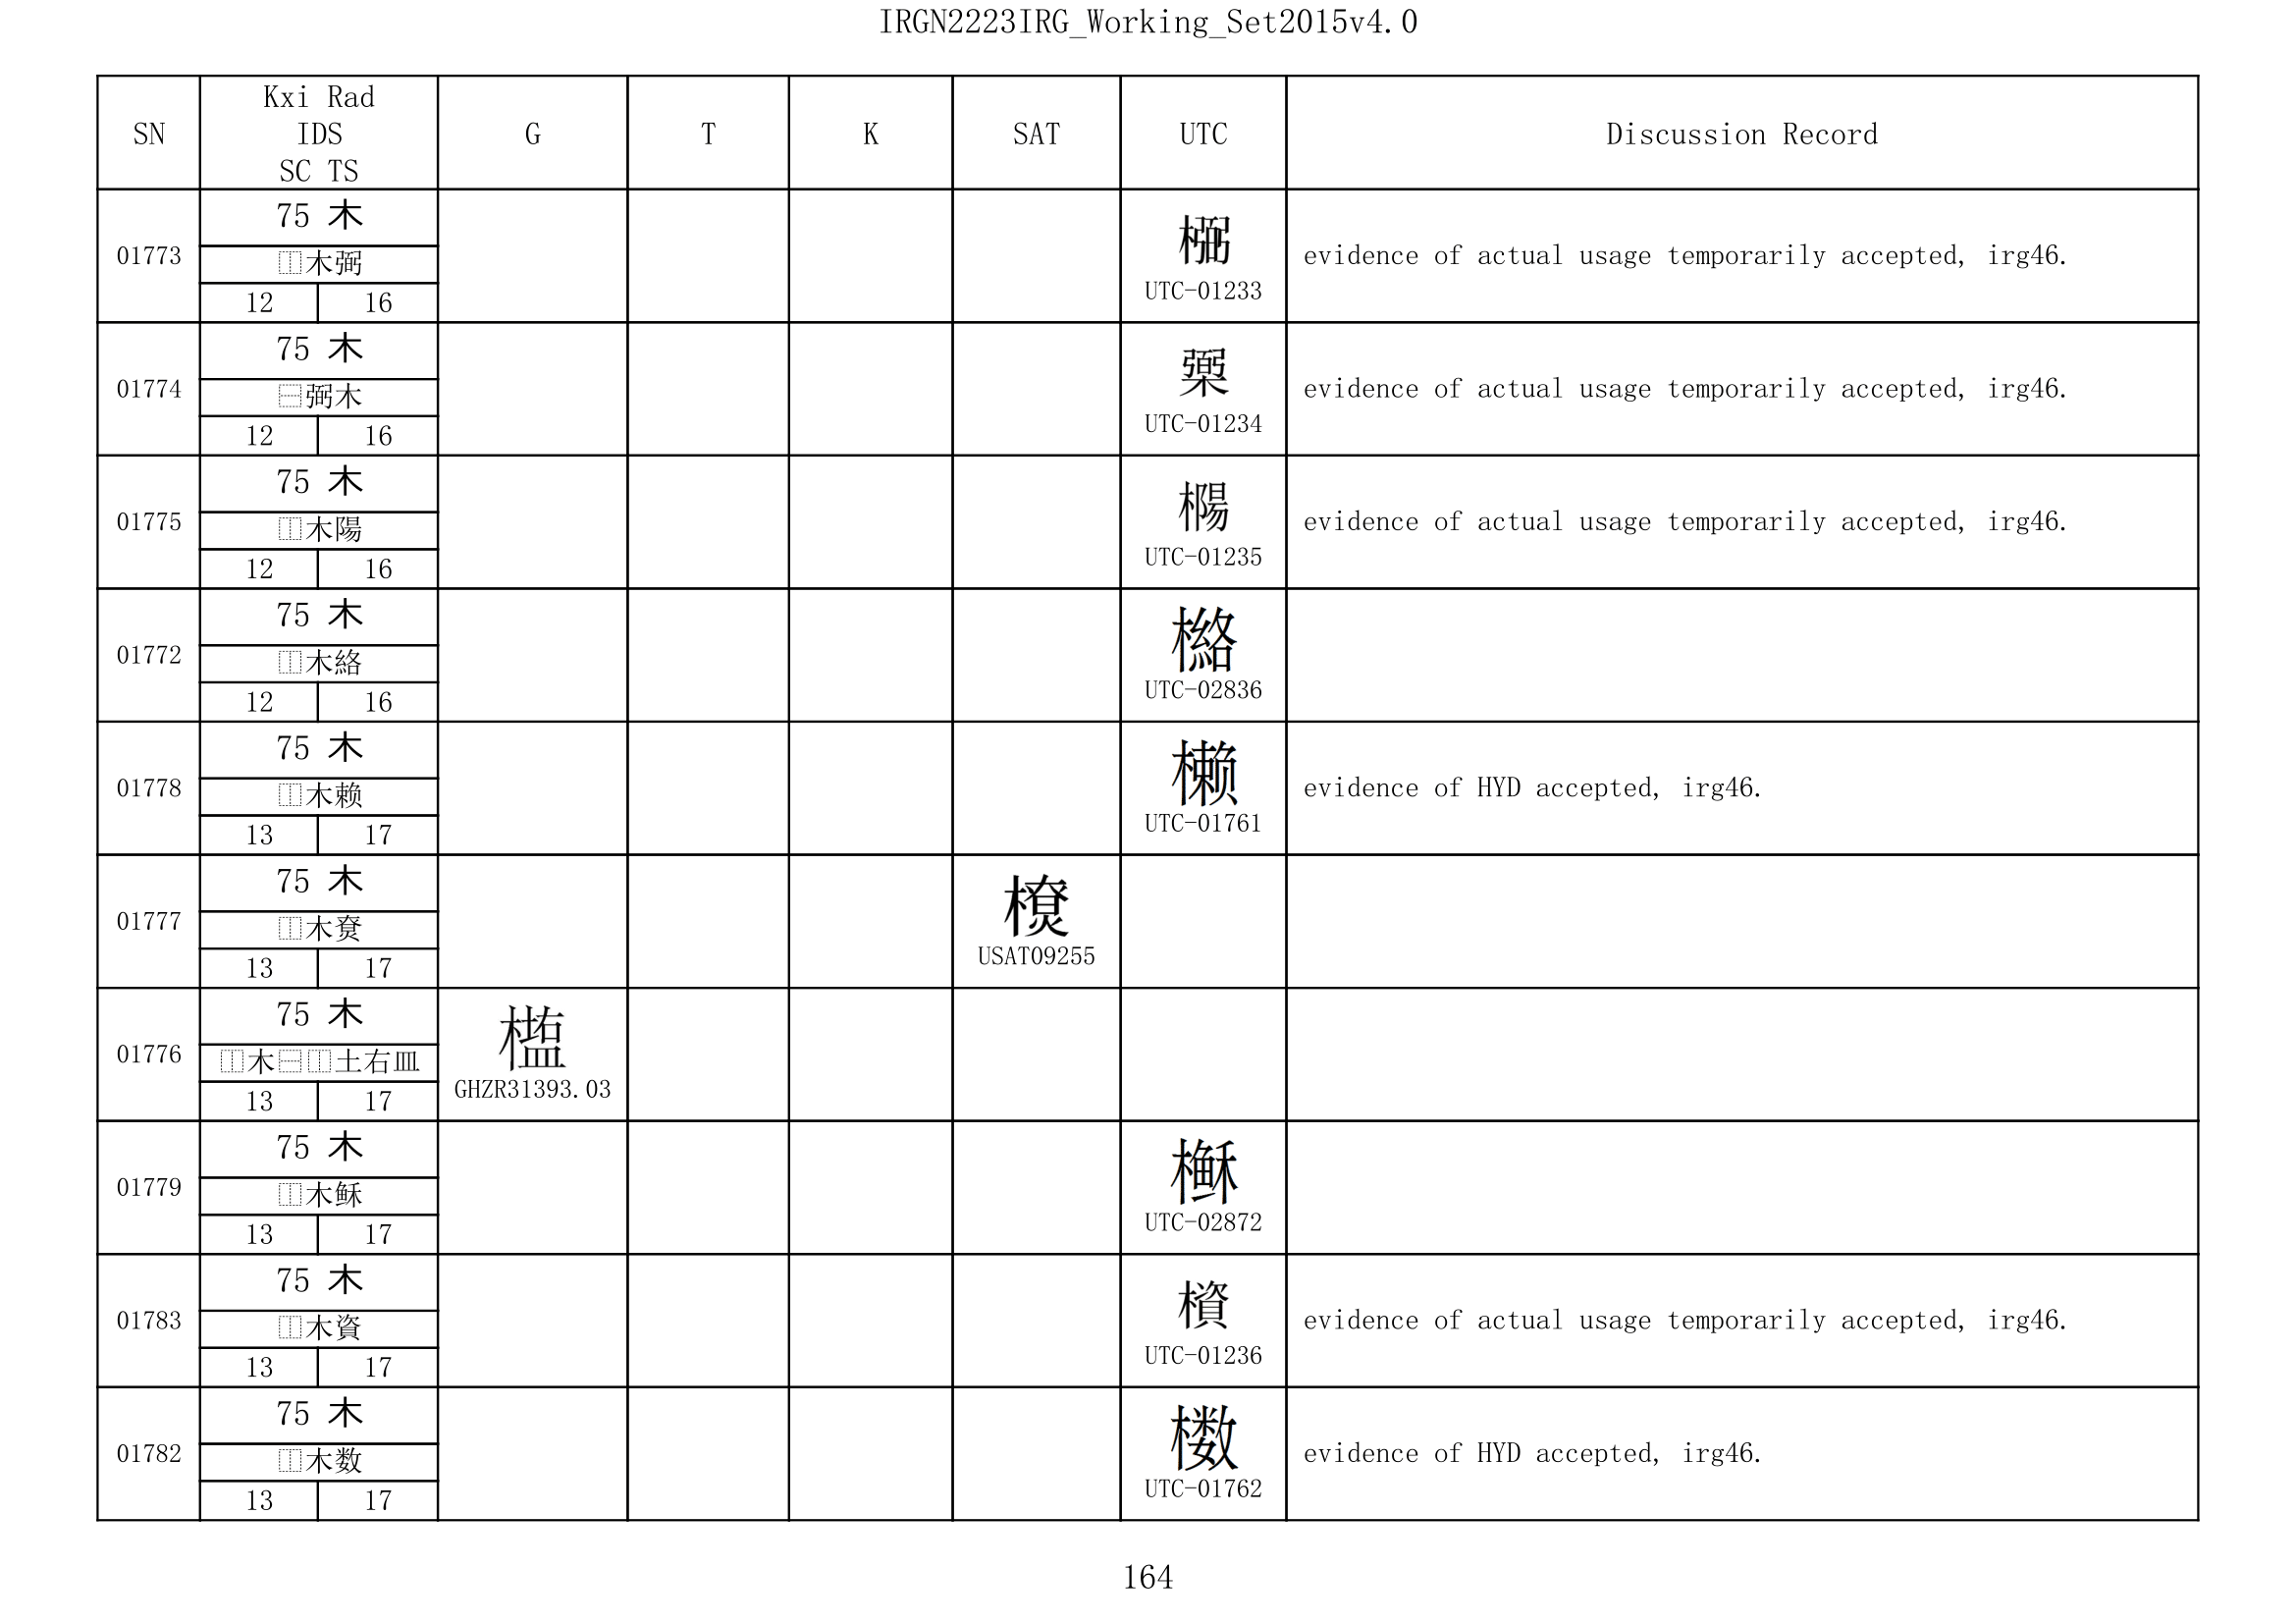 IRGN2223IRG_Working_Set2015v4.0
SN Kxi Rad IDS SC TS G T K SAT UTC Discussion Record
01773 75 木
⿰木弼
12 16
UTC-01233 evidence of actual usage temporarily accepted, irg46.
01774 75 木
⿱弼木
12 16
UTC-01234 evidence of actual usage temporarily accepted, irg46.
01775 75 木
⿰木陽
12 16
UTC-01235 evidence of actual usage temporarily accepted, irg46.
01772 75 木
⿰木絡
12 16
UTC-02836
01778 75 木
⿰木赖
13 17
UTC-01761 evidence of HYD accepted, irg46.
01777 75 木
⿰木
13 17
USAT09255
01776 75 木
⿰木⿱⿰土右皿
13 17
GHZR31393.03
01779 75 木
⿰木稣
13 17
UTC-02872
01783 75 木
⿰木資
13 17
UTC-01236 evidence of actual usage temporarily accepted, irg46.
01782 75 木
⿰木数
13 17
UTC-01762 evidence of HYD accepted, irg46.
164